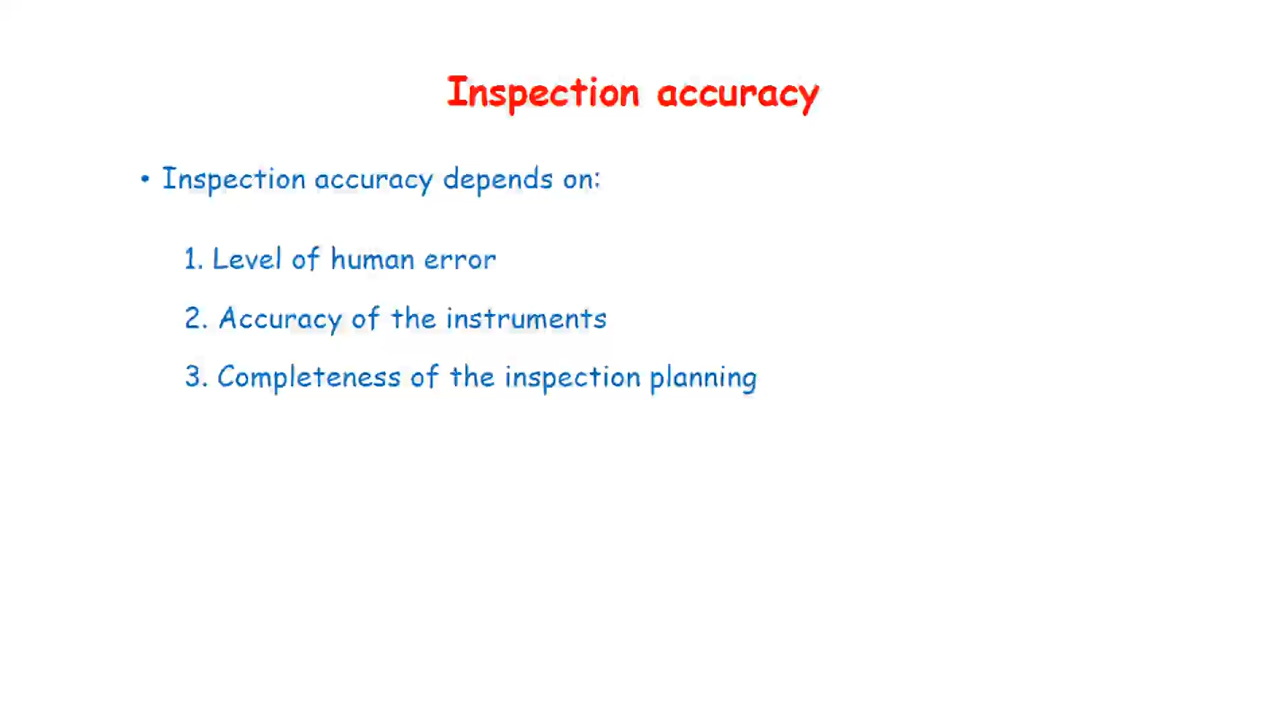 Inspection accuracy
• Inspection accuracy depends on:
1. Level of human error
2. Accuracy of the instruments
3. Completeness of the inspection planning